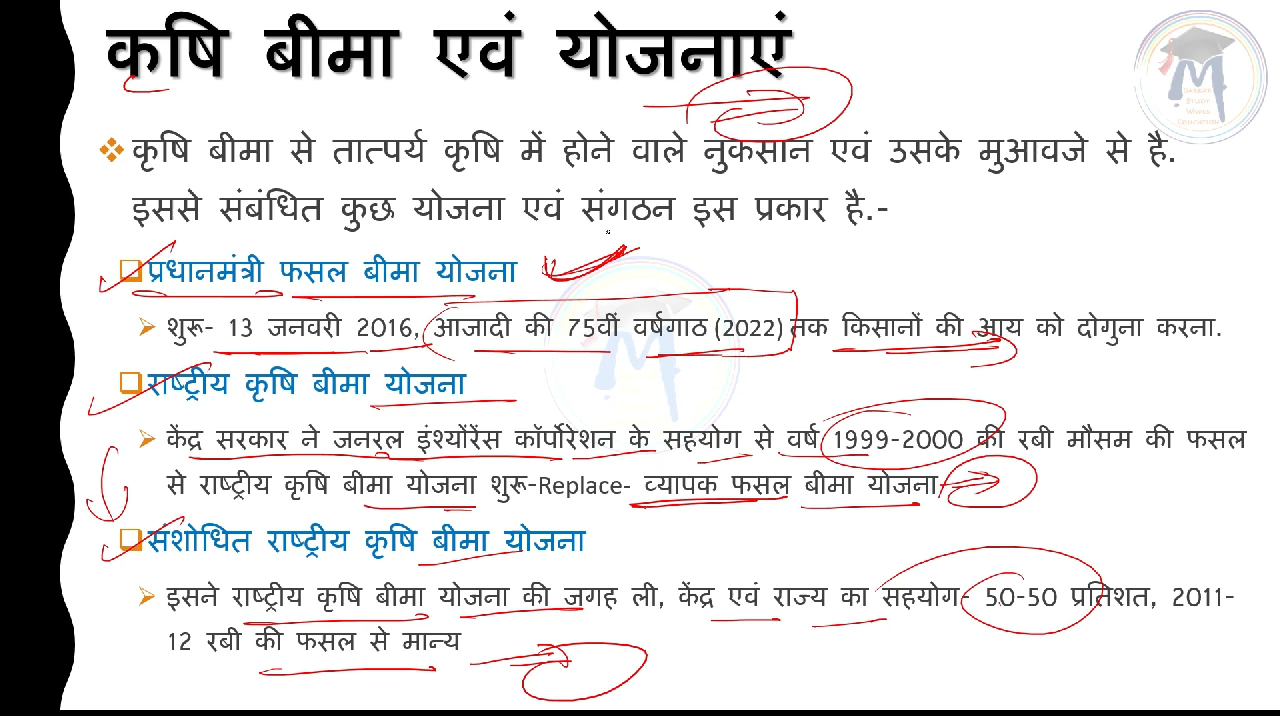 कृषि बीमा एवं योजनाएं
❖ कृषि बीमा से तात्पर्य कृषि में होने वाले नुकसान एवं उसके मुआवजे से है.
इससे संबंधित कुछ योजना एवं संगठन इस प्रकार है.-
प्रधानमंत्री फसल बीमा योजना
शुरू- 13 जनवरी 2016, आजादी की 75वीं वर्षगाठ (2022) तक किसानों की आय को दोगुना करना.
राष्ट्रीय कृषि बीमा योजना
केंद्र सरकार ने जनरल इंश्योरेंस कॉर्पोरेशन के सहयोग से वर्ष 1999-2000 की रबी मौसम की फसल
से राष्ट्रीय कृषि बीमा योजना शुरू-Replace- व्यापक फसल बीमा योजना
संशोधित राष्ट्रीय कृषि बीमा योजना
इसने राष्ट्रीय कृषि बीमा योजना की जगह ली, केंद्र एवं राज्य का सहयोग- 50-50 प्रतिशत, 2011-
12 रबी की फसल से मान्य